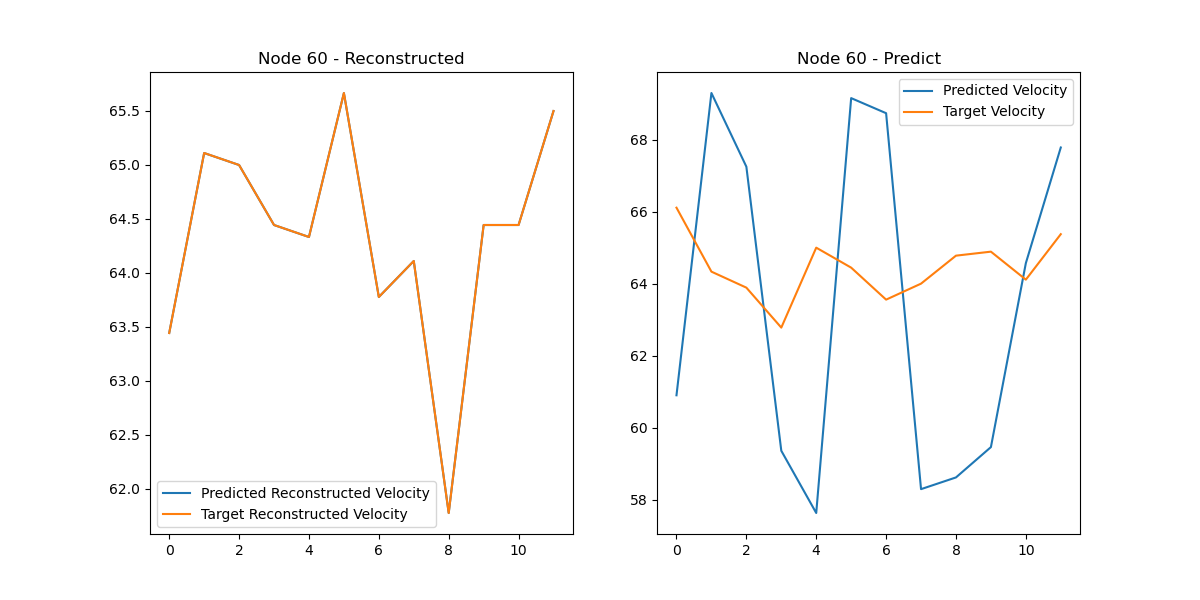 Node 60 - Reconstructed
65.5
65.0
64.5
64.0
63.5
63.0
62.5
62.0
Predicted Reconstructed Velocity
Target Reconstructed Velocity
0 2 4 6 8 10
Node 60 - Predict
Predicted Velocity
Target Velocity
68
66
64
62
60
58
0 2 4 6 8 10